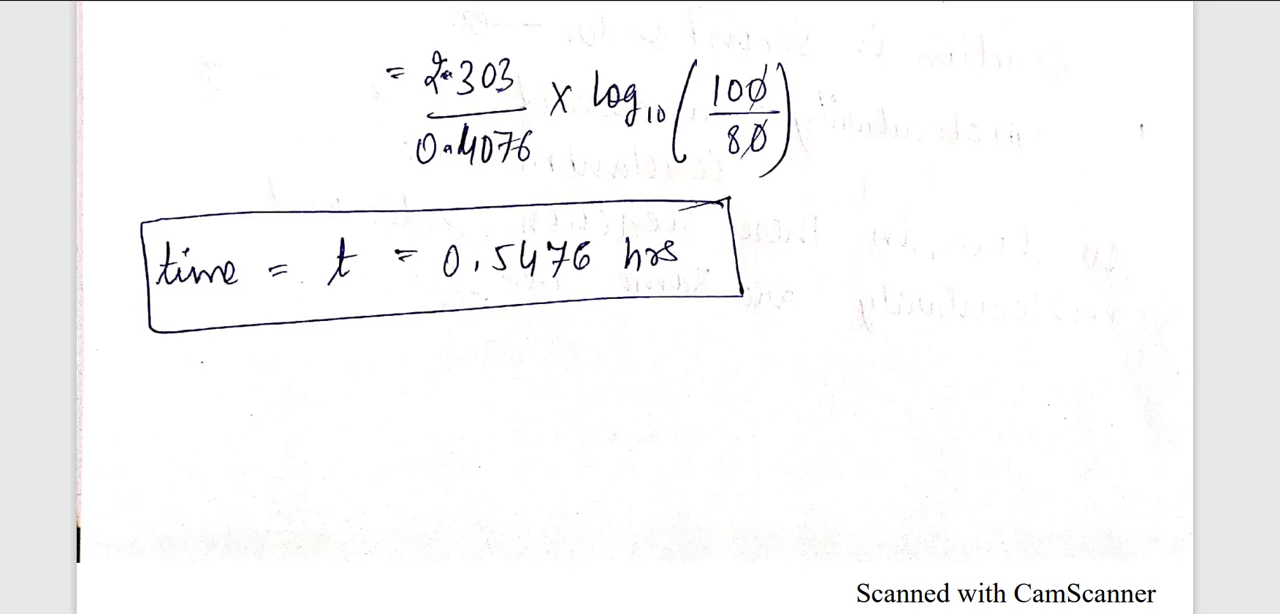 = 2.303 / 0.4076 × log10 (100/80)
time = t = 0.5476 hrs
Scanned with CamScanner